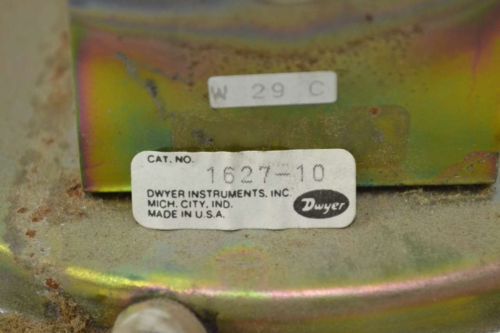 W 29 C
CAT. NO. 1627-10
DWYER INSTRUMENTS, INC.
MICH. CITY, IND.
MADE IN U.S.A.
Dwyer